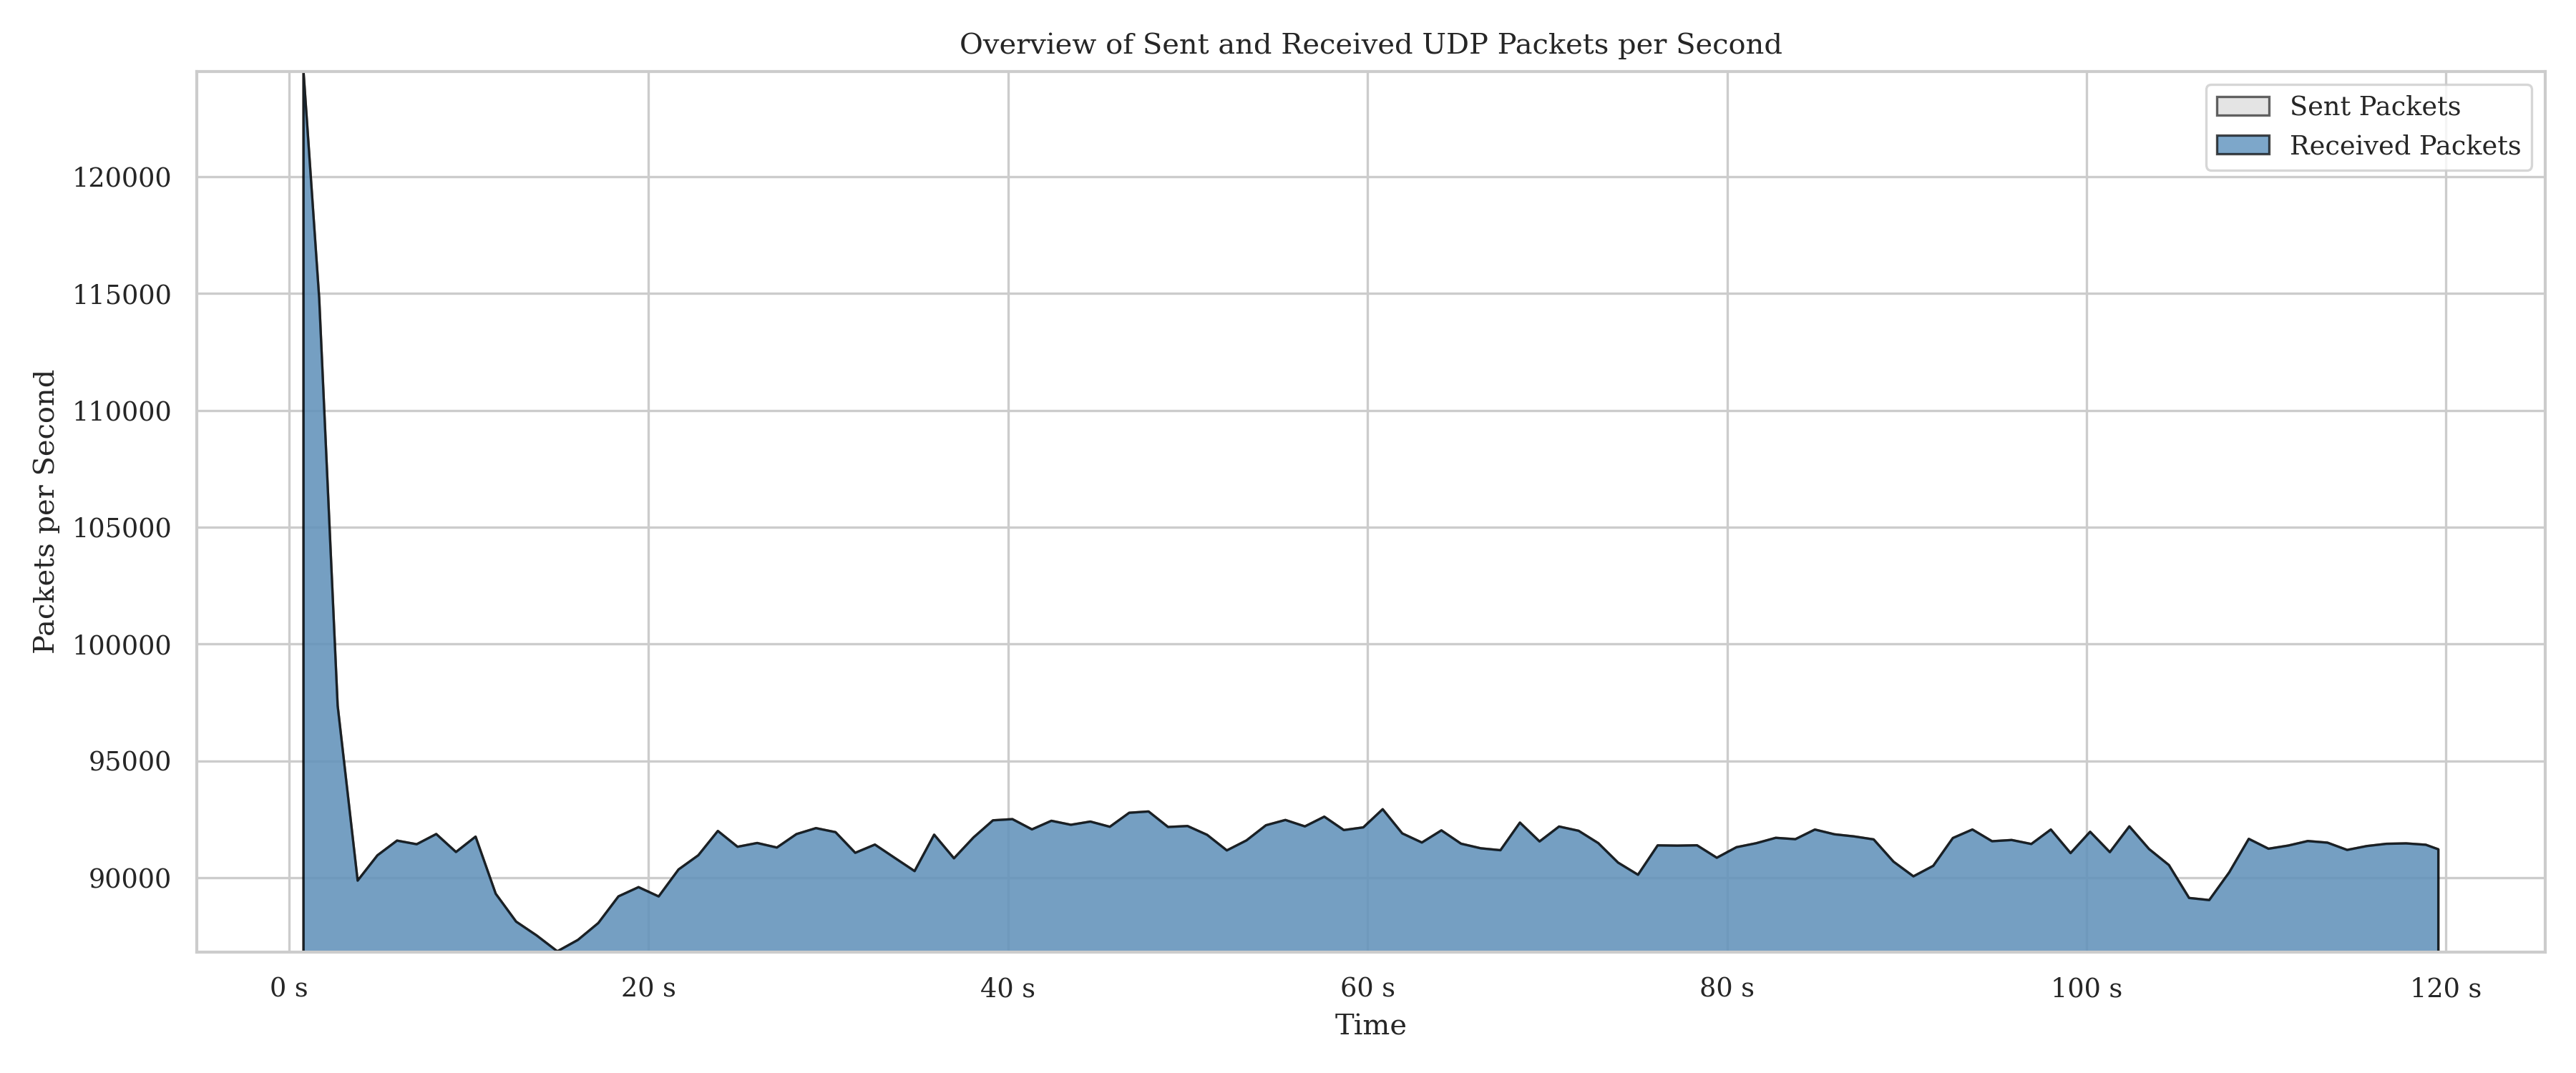 Overview of Sent and Received UDP Packets per Second
Sent Packets
Received Packets
Packets per Second
120000
115000
110000
105000
100000
95000
90000
0 s
20 s
40 s
60 s
80 s
100 s
120 s
Time